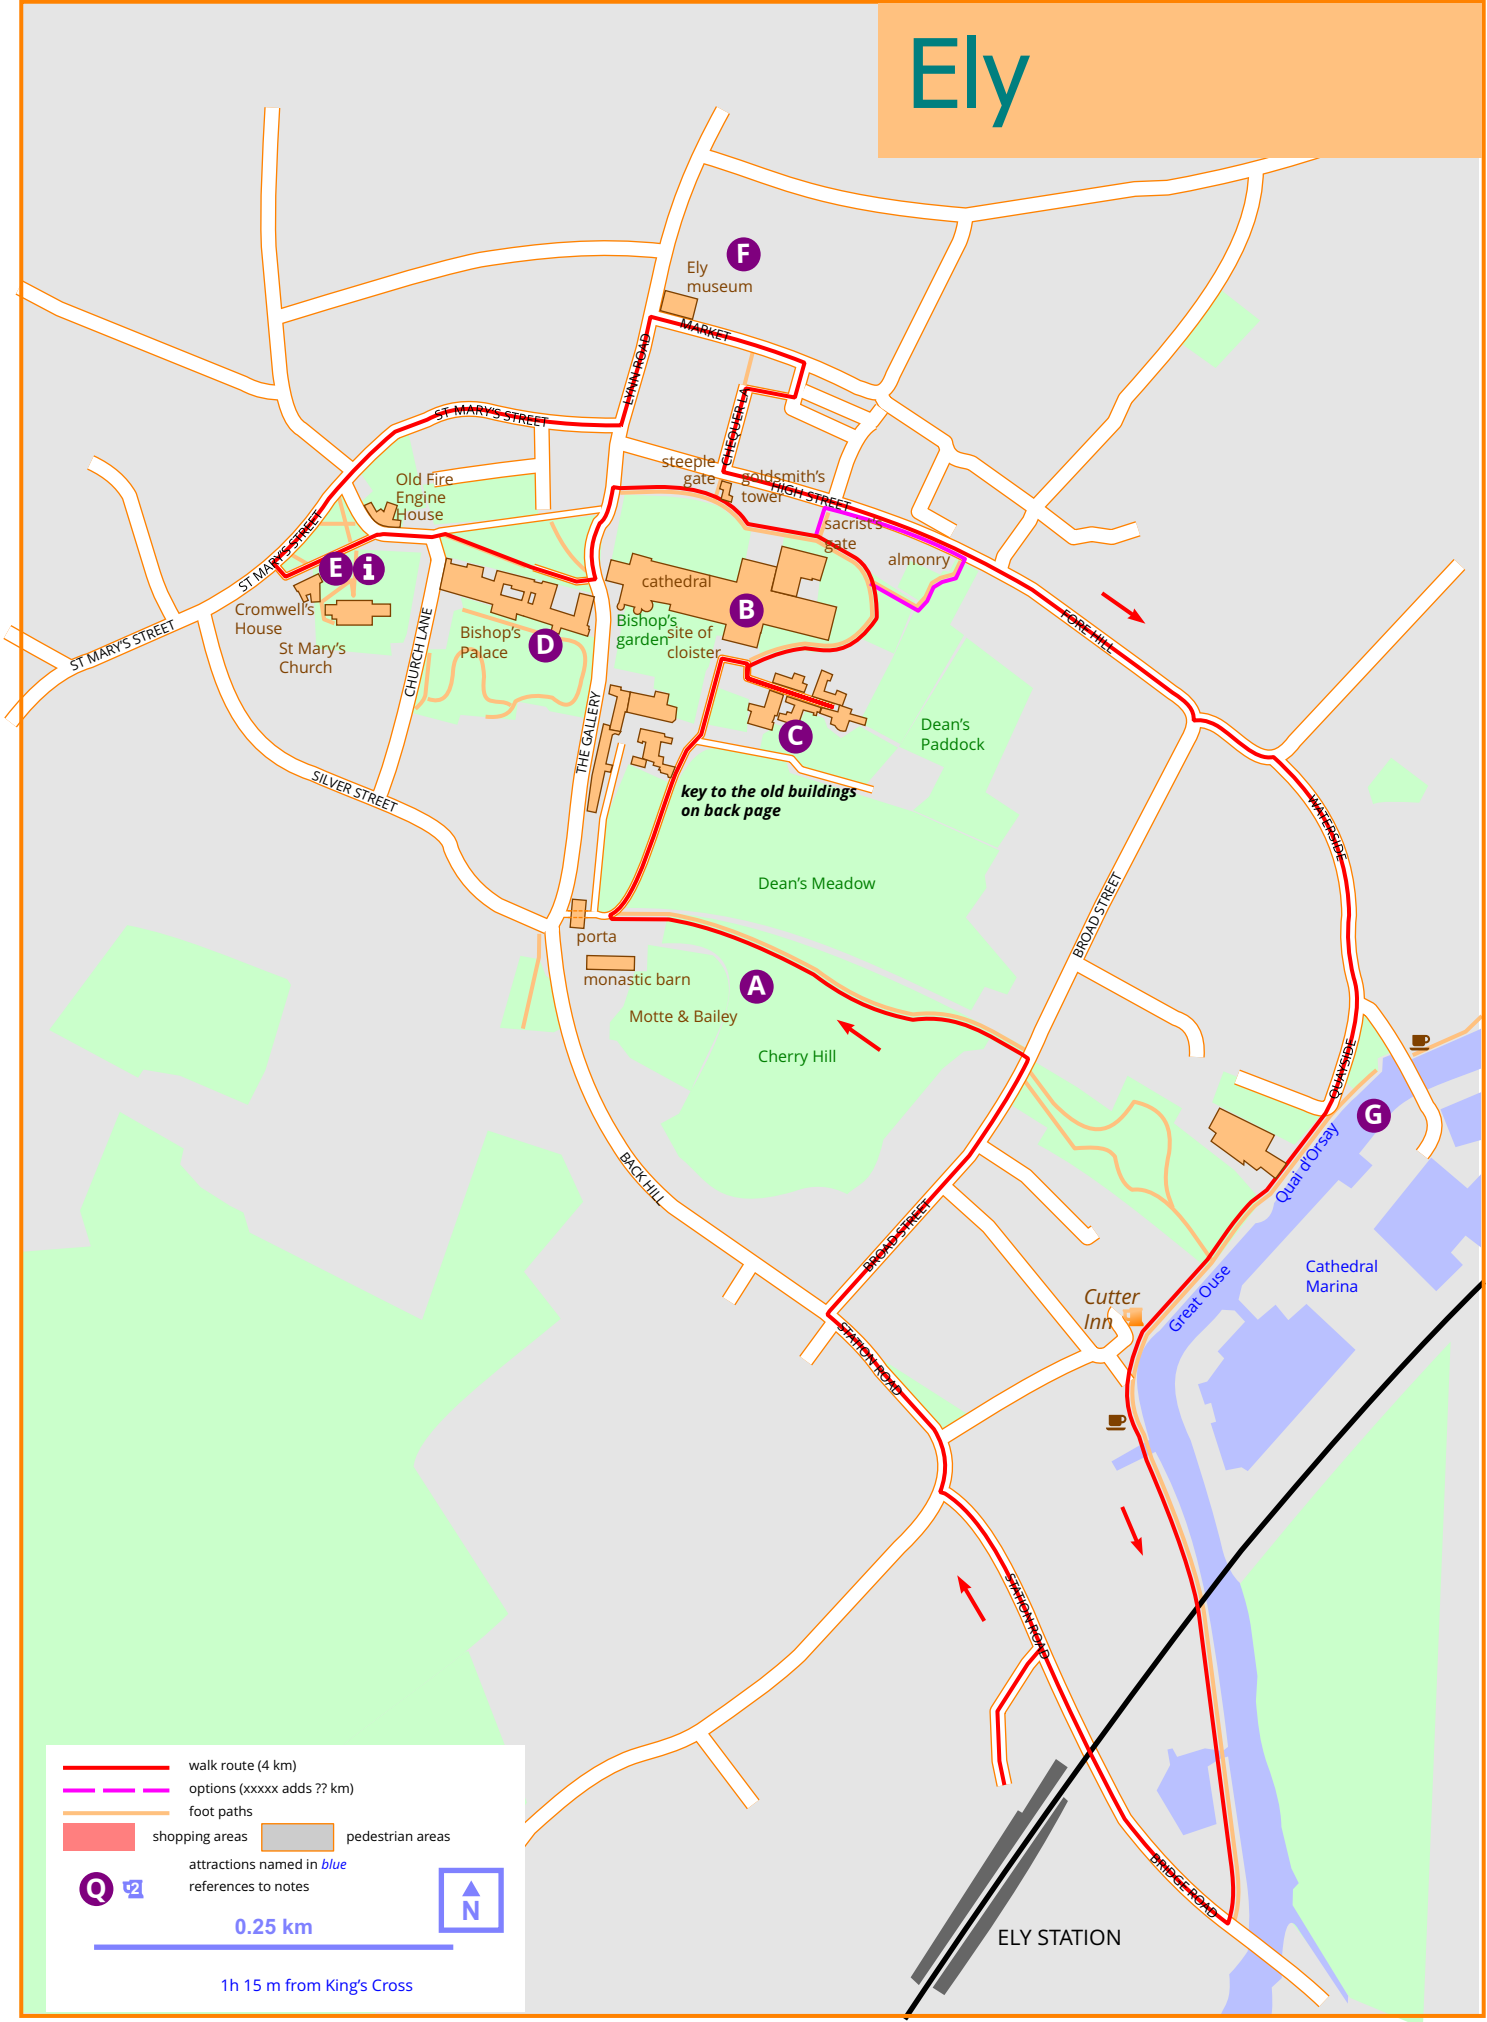 Ely
F
Ely
museum
MARKET
LYNN ROAD
ST MARY'S STREET
CHEQUER LA
steeple
gate
goldsmith's
tower
HIGH STREET
Old Fire
Engine
House
sacrist's
gate
almonry
ST MARY'S STREET
E
i
cathedral
B
Cromwell's
House
St Mary's
Church
ST MARY'S STREET
CHURCH LANE
Bishop's
Palace
D
Bishop's
garden
site of
cloister
FORE HILL
THE GALLERY
C
Dean's
Paddock
SILVER STREET
key to the old buildings
on back page
WATERSIDE
Dean's Meadow
BROAD STREET
porta
monastic barn
A
Motte & Bailey
Cherry Hill
QUAYSIDE
G
Quai d'Orsay
BACK HILL
BROAD STREET
Great Ouse
Cathedral
Marina
Cutter
Inn
STATION ROAD
STATION ROAD
BRIDGE ROAD
ELY STATION
walk route (4 km)
options (xxxxx adds ?? km)
foot paths
shopping areas
pedestrian areas
attractions named in blue
Q
2
references to notes
N
0.25 km
1h 15 m from King's Cross